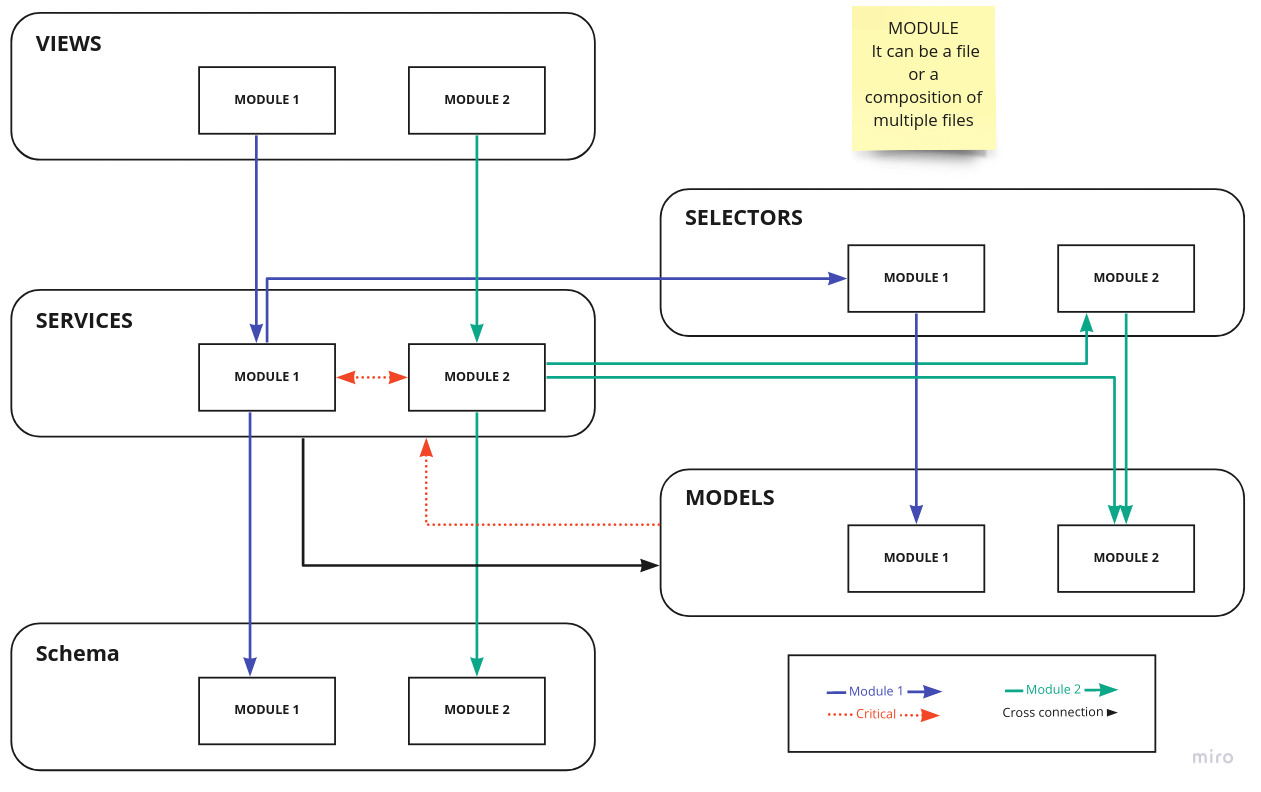 VIEWS
MODULE 1
MODULE 2
MODULE
It can be a file
or a
composition of
multiple files
SELECTORS
MODULE 1
MODULE 2
SERVICES
MODULE 1
MODULE 2
MODELS
MODULE 1
MODULE 2
Schema
MODULE 1
MODULE 2
Module 1
Module 2
Critical
Cross connection
miro